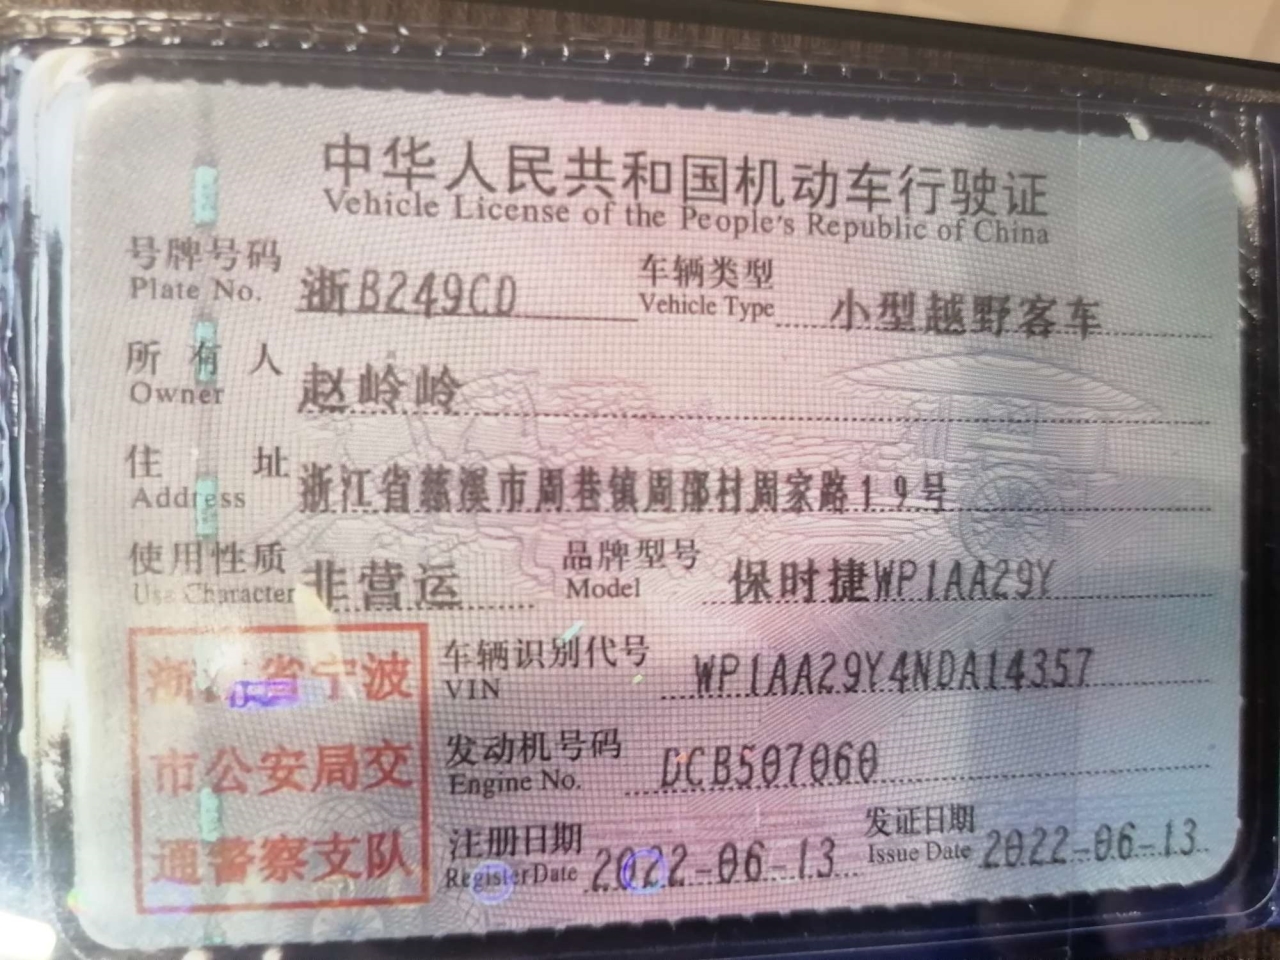 中华人民共和国机动车行驶证
Vehicle License of the People's Republic of China
号牌号码 浙B249CD 车辆类型 小型越野客车
Plate No. Vehicle Type
所有人 赵岭岭
Owner
住址 浙江省慈溪市周巷镇周邵村周家路19号
Address
使用性质 非营运 品牌型号 保时捷WP1AA29Y
Use Character Model
浙江省宁波
市公安局交
通警察支队
车辆识别代号 WP1AA29Y4NDA14357
VIN
发动机号码 DCB507060
Engine No.
注册日期 2022-06-13 发证日期 2022-06-13
Register Date Issue Date